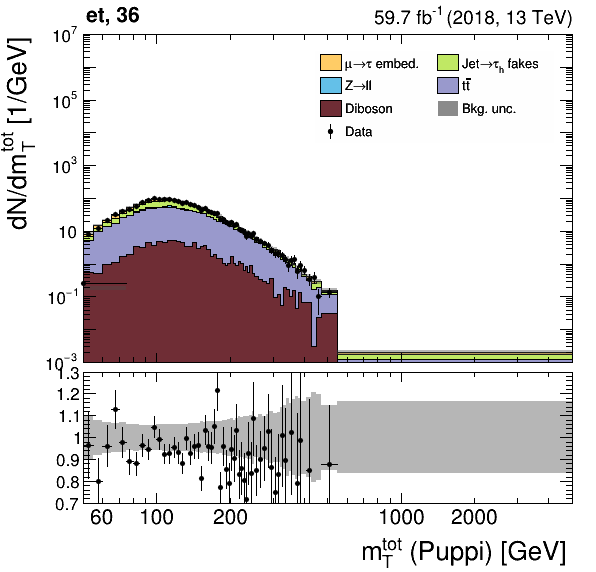 et, 36
59.7 fb⁻¹ (2018, 13 TeV)
dN/dm_T^tot [1/GeV]
10⁷
10⁵
10³
10
10⁻¹
10⁻³
μ→τ embed.
Jet→τ_h fakes
Z→ll
tt̄
Diboson
Bkg. unc.
Data
1.3
1.2
1.1
1
0.9
0.8
0.7
60
100
200
1000
2000
m_T^tot (Puppi) [GeV]